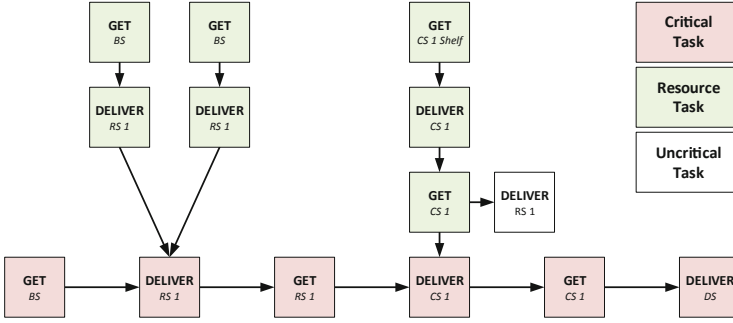 GET
BS
GET
BS
GET
CS 1 Shelf
Critical
Task
DELIVER
RS 1
DELIVER
RS 1
DELIVER
CS 1
Resource
Task
GET
CS 1
DELIVER
RS 1
Uncritical
Task
GET
BS
DELIVER
RS 1
GET
RS 1
DELIVER
CS 1
GET
CS 1
DELIVER
DS